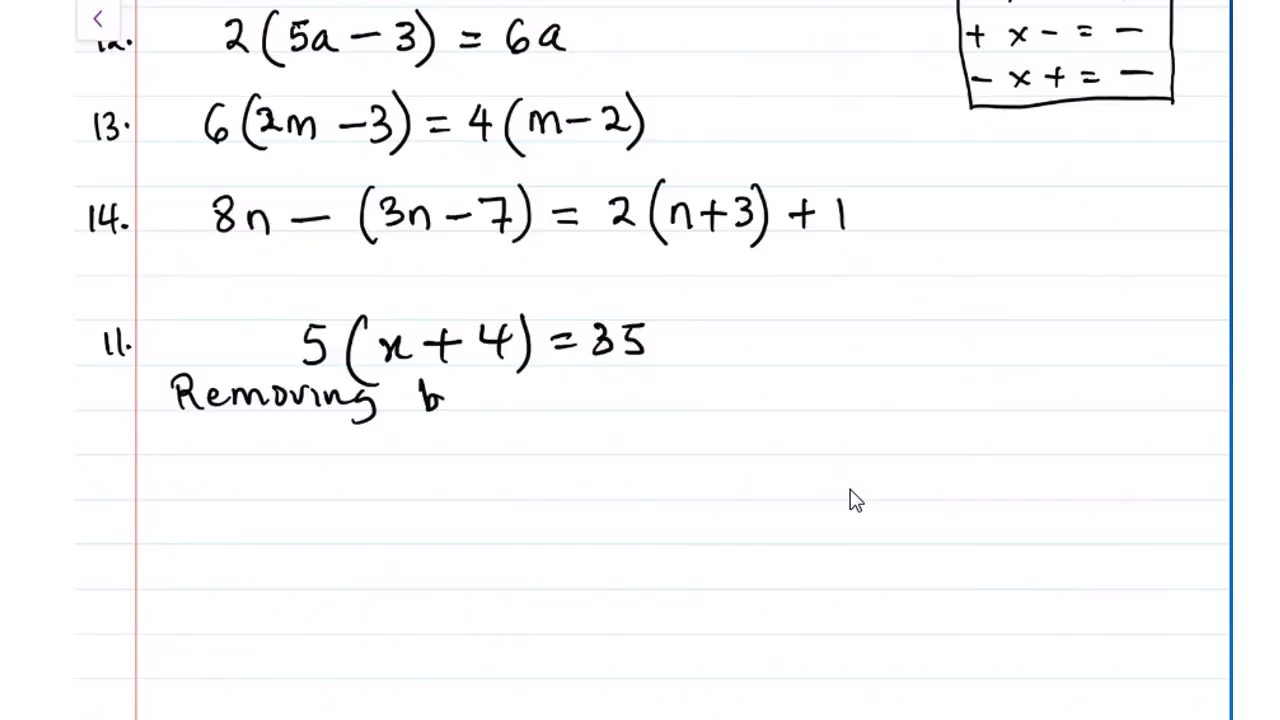 + x - = -
- x + = -
12. 2(5a - 3) = 6a
13. 6(2m - 3) = 4(m - 2)
14. 8n - (3n - 7) = 2(n + 3) + 1
11. 5(x + 4) = 35
Removing b